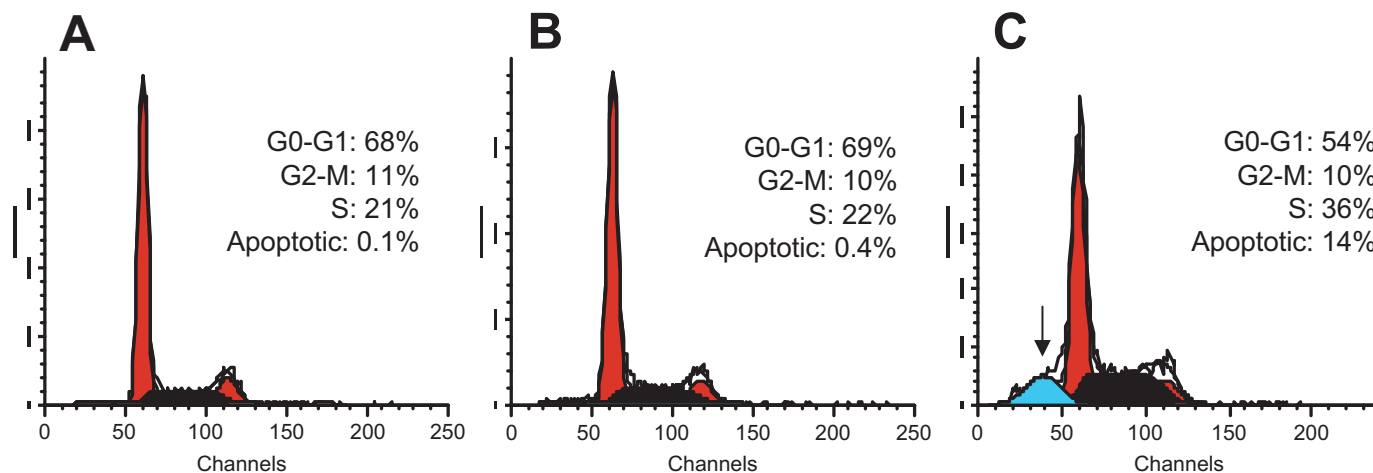 A
G0-G1: 68%
G2-M: 11%
S: 21%
Apoptotic: 0.1%
0 50 100 150 200 250
Channels
B
G0-G1: 69%
G2-M: 10%
S: 22%
Apoptotic: 0.4%
0 50 100 150 200 250
Channels
C
G0-G1: 54%
G2-M: 10%
S: 36%
Apoptotic: 14%
0 50 100 150 200
Channels